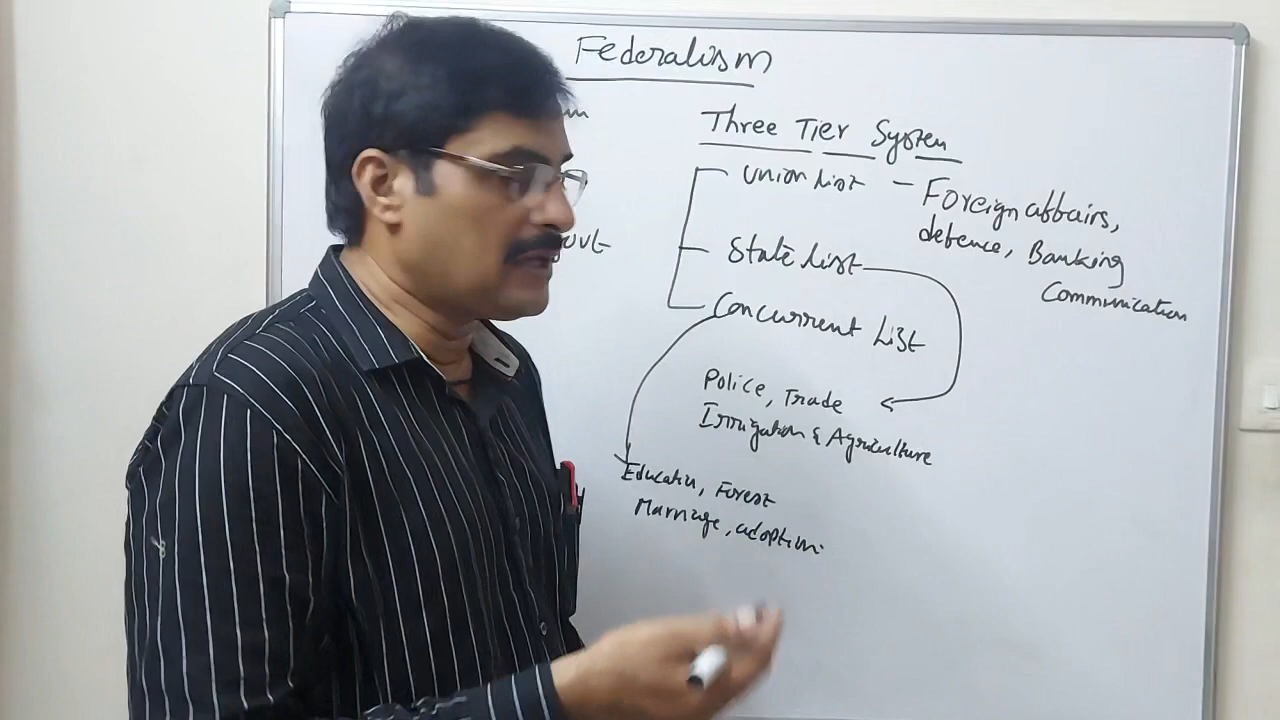 Federalism
Three Tier System
Union List - Foreign affairs,
defence, Banking
Communication
State List
Concurrent List
Police, Trade
Irrigation & Agriculture
Education, Forest
Marriage, adoption.